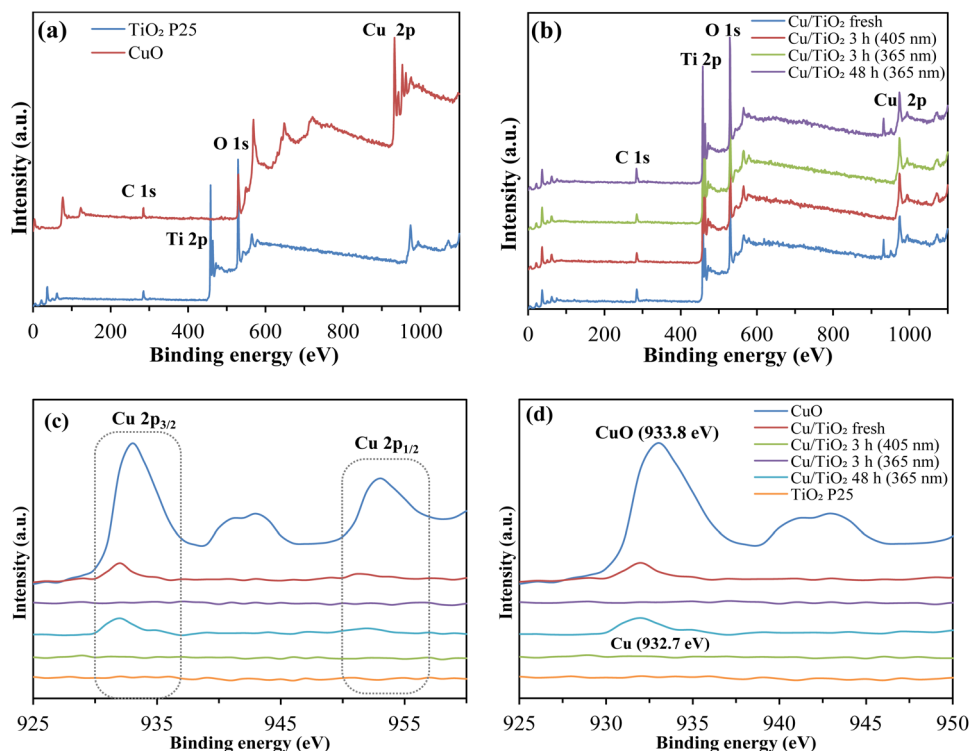 (a)
TiO₂ P25
CuO
Cu 2p
O 1s
C 1s
Ti 2p
Intensity (a.u.)
0 200 400 600 800 1000
Binding energy (eV)
(b)
Cu/TiO₂ fresh
Cu/TiO₂ 3 h (405 nm)
Cu/TiO₂ 3 h (365 nm)
Cu/TiO₂ 48 h (365 nm)
O 1s
Ti 2p
Cu 2p
C 1s
Intensity (a.u.)
0 200 400 600 800 1000
Binding energy (eV)
(c)
Cu 2p₃/₂
Cu 2p₁/₂
Intensity (a.u.)
925 935 945 955
Binding energy (eV)
(d)
CuO
Cu/TiO₂ fresh
Cu/TiO₂ 3 h (405 nm)
Cu/TiO₂ 3 h (365 nm)
Cu/TiO₂ 48 h (365 nm)
TiO₂ P25
CuO (933.8 eV)
Cu (932.7 eV)
Intensity (a.u.)
925 930 935 940 945 950
Binding energy (eV)